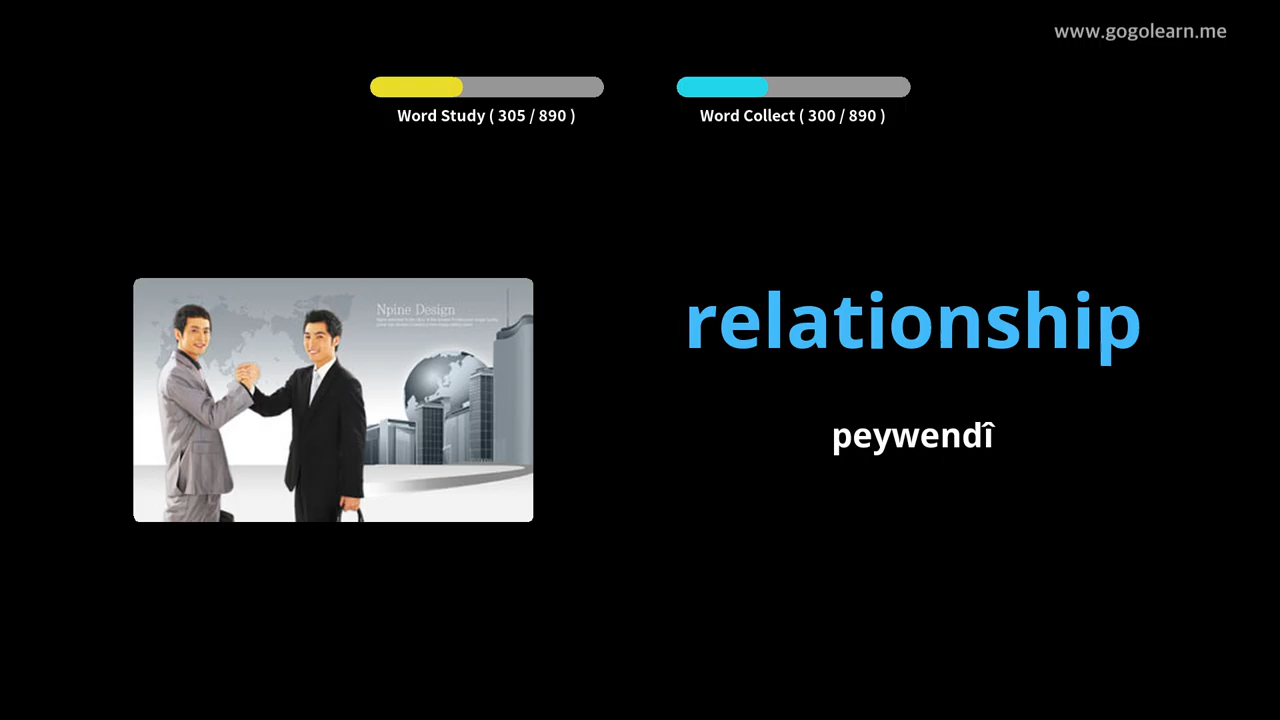 www.gogolearn.me
Word Study ( 305 / 890 )
Word Collect ( 300 / 890 )
Npine Design
relationship
peywendî